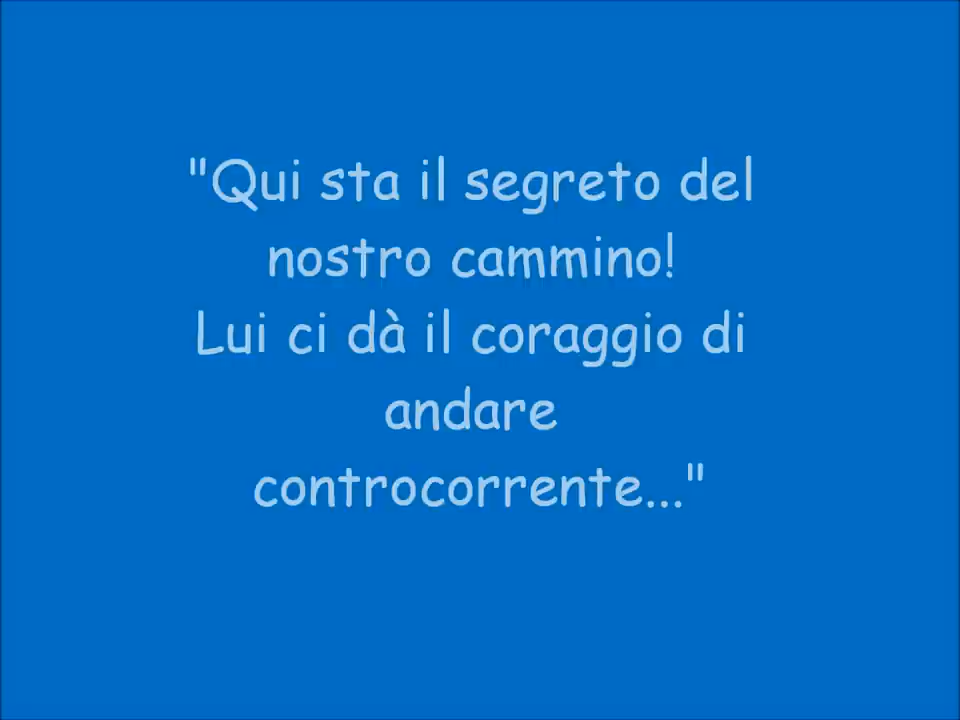 "Qui sta il segreto del
nostro cammino!
Lui ci dà il coraggio di
andare
controcorrente..."